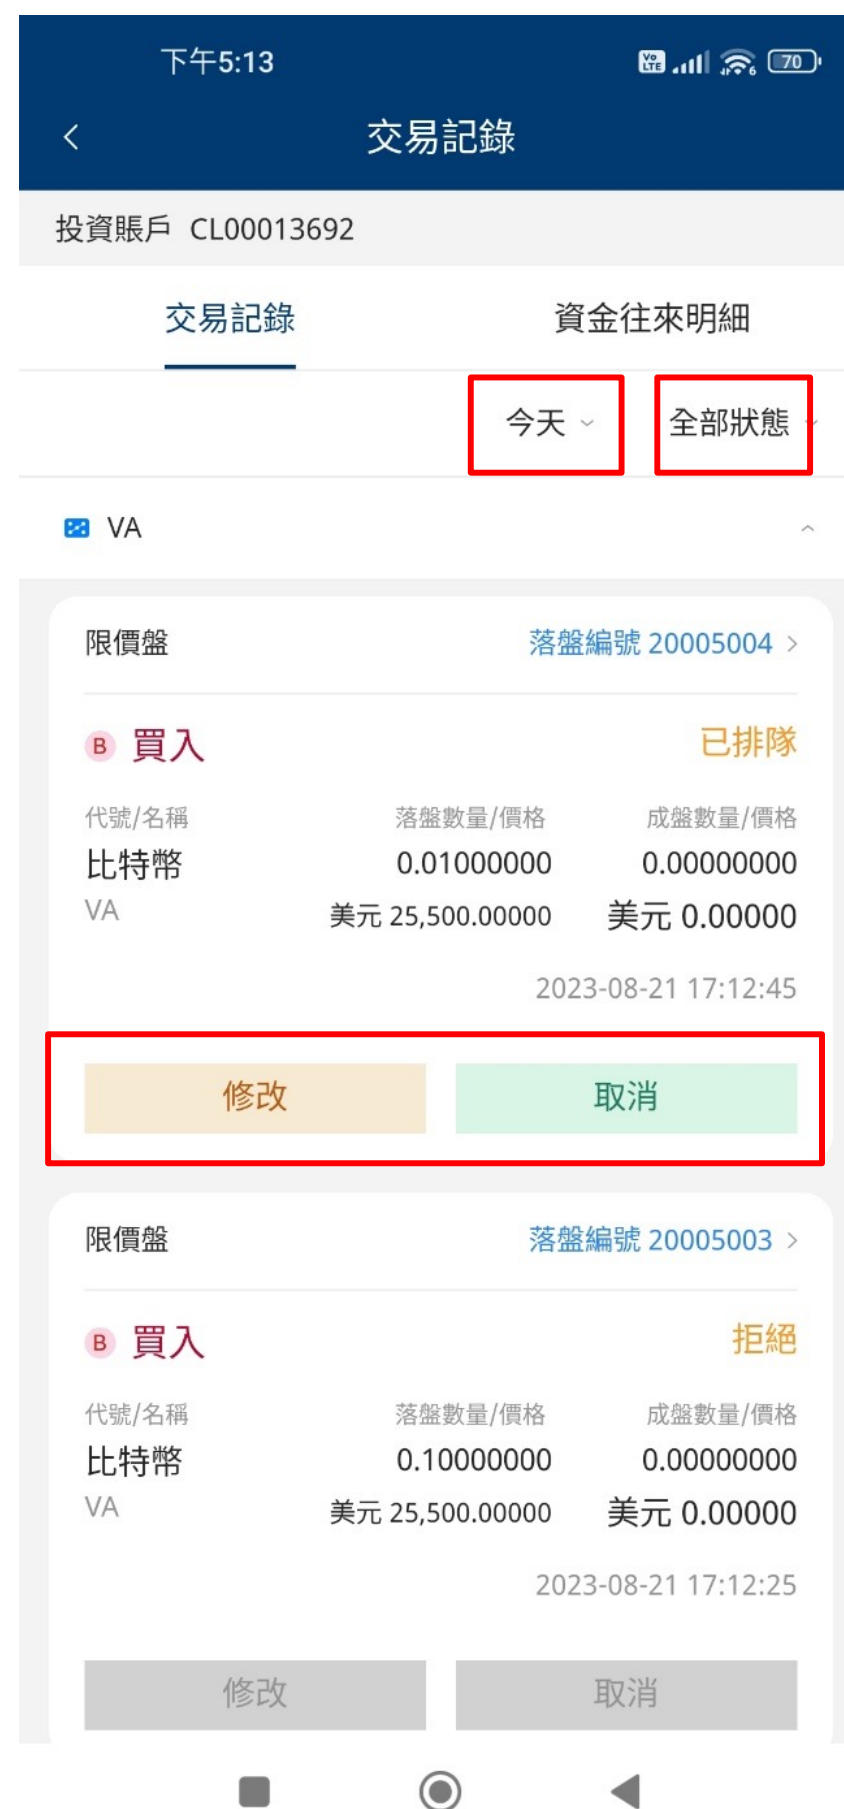 下午5:13 Vo LTE 6 70
交易記錄
投資賬戶 CL00013692
交易記錄 資金往來明細
今天 全部狀態
VA
限價盤 落盤編號 20005004
B 買入 已排隊
代號/名稱 落盤數量/價格 成盤數量/價格
比特幣 0.01000000 0.00000000
VA 美元 25,500.00000 美元 0.00000
2023-08-21 17:12:45
修改 取消
限價盤 落盤編號 20005003
B 買入 拒絕
代號/名稱 落盤數量/價格 成盤數量/價格
比特幣 0.10000000 0.00000000
VA 美元 25,500.00000 美元 0.00000
2023-08-21 17:12:25
修改 取消